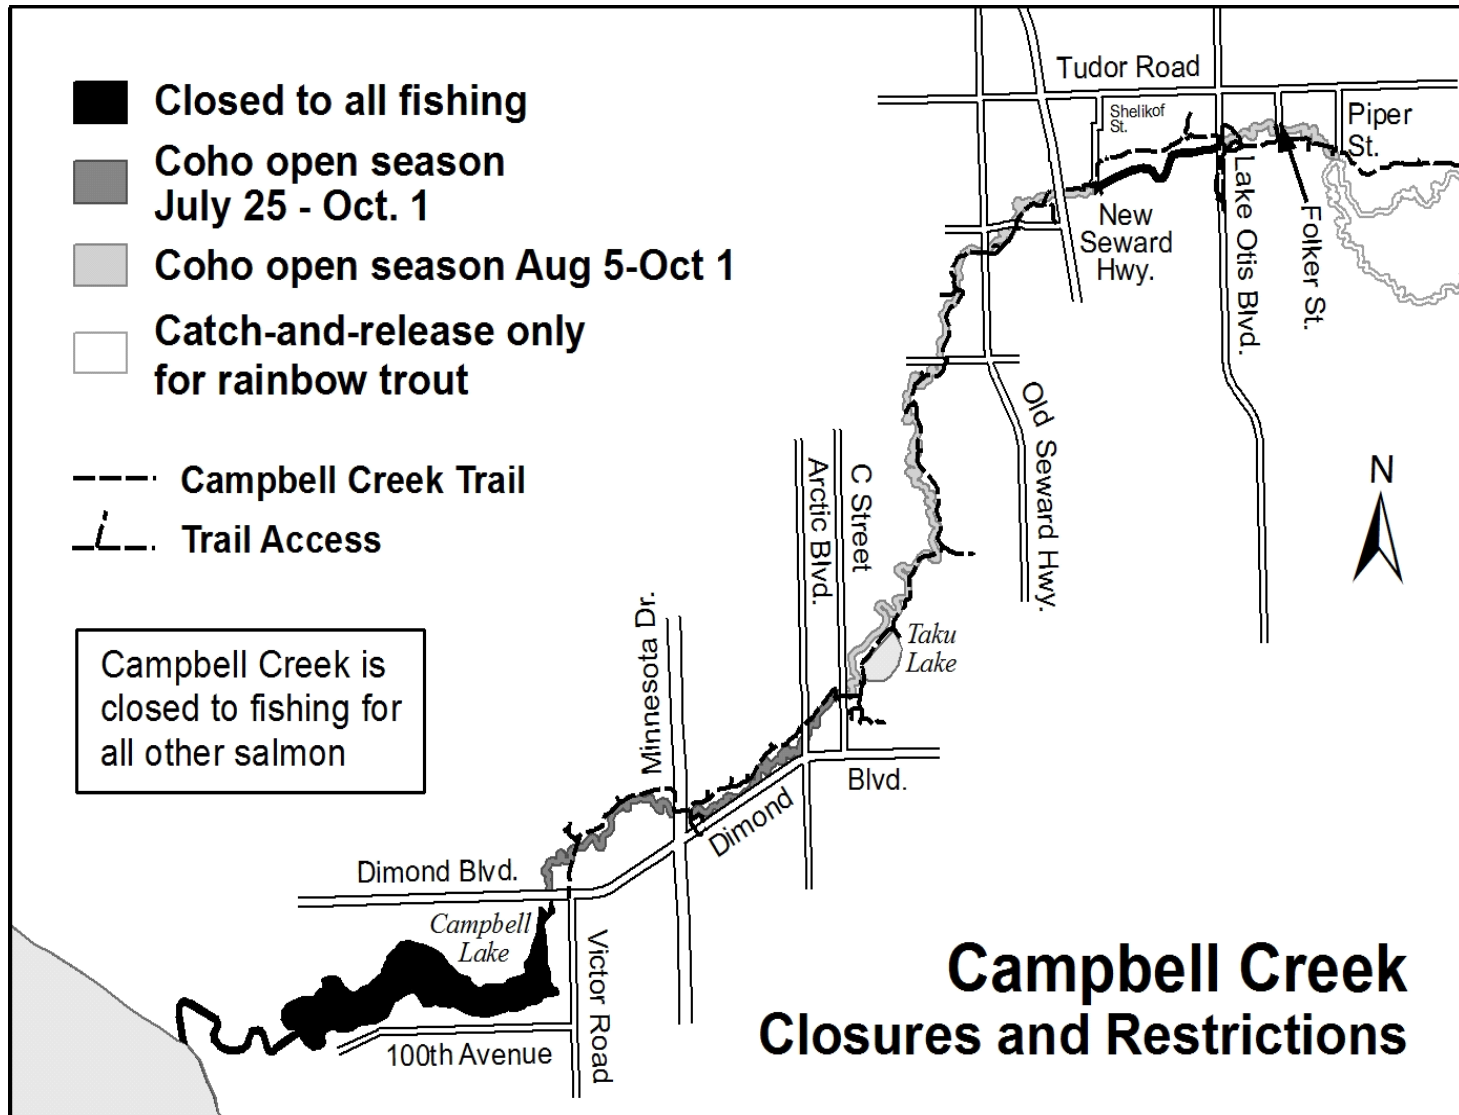 Closed to all fishing
Coho open season
July 25 - Oct. 1
Coho open season Aug 5-Oct 1
Catch-and-release only
for rainbow trout
Campbell Creek Trail
Trail Access
Campbell Creek is
closed to fishing for
all other salmon
Tudor Road
Shelikof
St.
Piper
St.
New
Seward
Hwy.
Lake Otis Blvd.
Folker St.
Old Seward Hwy.
N
Arctic Blvd.
C Street
Taku
Lake
Minnesota Dr.
Dimond
Blvd.
Dimond Blvd.
Campbell
Lake
Victor Road
100th Avenue
Campbell Creek
Closures and Restrictions